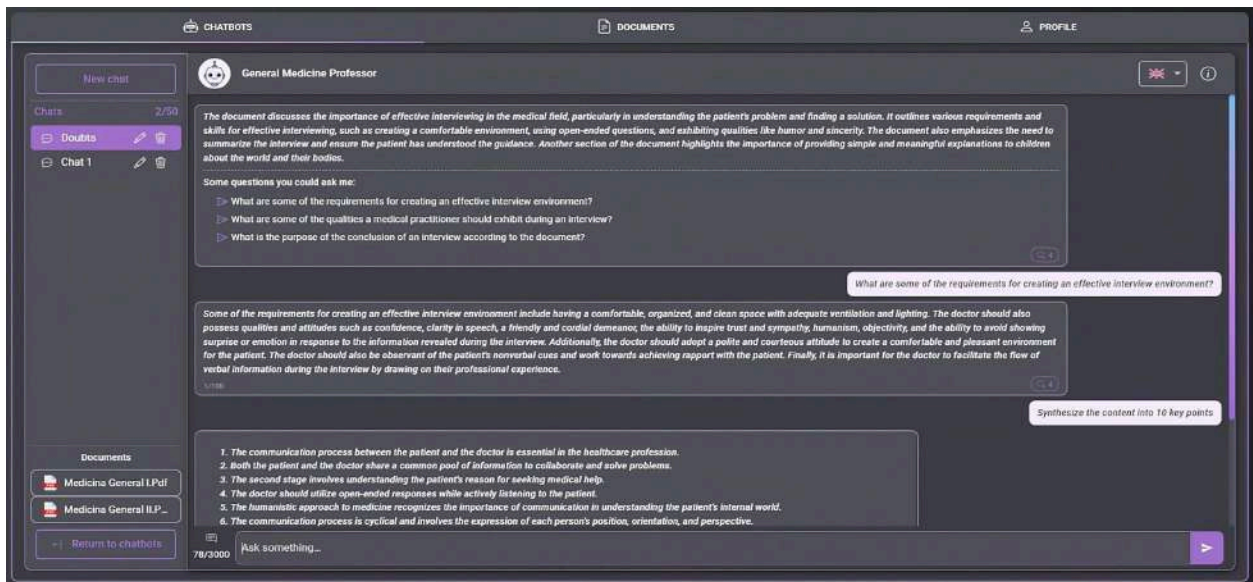 CHATBOTS
DOCUMENTS
PROFILE
New chat
Chats 2/50
Doubts
Chat 1
General Medicine Professor
The document discusses the importance of effective interviewing in the medical field, particularly in understanding the patient's problem and finding a solution. It outlines various requirements and
skills for effective interviewing, such as creating a comfortable environment, using open-ended questions, and exhibiting qualities like humor and sincerity. The document also emphasizes the need to
summarize the interview and ensure the patient has understood the guidance. Another section of the document highlights the importance of providing simple and meaningful explanations to children
about the world and their bodies.
Some questions you could ask me:
What are some of the requirements for creating an effective interview environment?
What are some of the qualities a medical practitioner should exhibit during an interview?
What is the purpose of the conclusion of an interview according to the document?
4
What are some of the requirements for creating an effective interview environment?
Some of the requirements for creating an effective interview environment include having a comfortable, organized, and clean space with adequate ventilation and lighting. The doctor should also
possess qualities and attitudes such as confidence, clarity in speech, a friendly and cordial demeanor, the ability to inspire trust and sympathy, humanism, objectivity, and the ability to avoid showing
surprise or emotion in response to the information revealed during the interview. Additionally, the doctor should adopt a polite and courteous attitude to create a comfortable and pleasant environment
for the patient. The doctor should also be observant of the patient's nonverbal cues and work towards achieving rapport with the patient. Finally, it is important for the doctor to facilitate the flow of
verbal information during the interview by drawing on their professional experience.
4
Synthesize the content into 10 key points
1. The communication process between the patient and the doctor is essential in the healthcare profession.
2. Both the patient and the doctor share a common pool of information to collaborate and solve problems.
3. The second stage involves understanding the patient's reason for seeking medical help.
4. The doctor should utilize open-ended responses while actively listening to the patient.
5. The humanistic approach to medicine recognizes the importance of communication in understanding the patient's internal world.
6. The communication process is cyclical and involves the expression of each person's position, orientation, and perspective.
Documents
Medicina General I.Pdf
Medicina General II.P...
Return to chatbots
78/3000
Ask something...